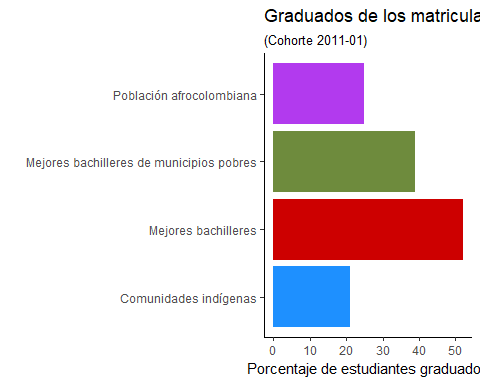 Graduados de los matricula
(Cohorte 2011-01)
Población afrocolombiana
Mejores bachilleres de municipios pobres
Mejores bachilleres
Comunidades indígenas
0 10 20 30 40 50
Porcentaje de estudiantes graduado